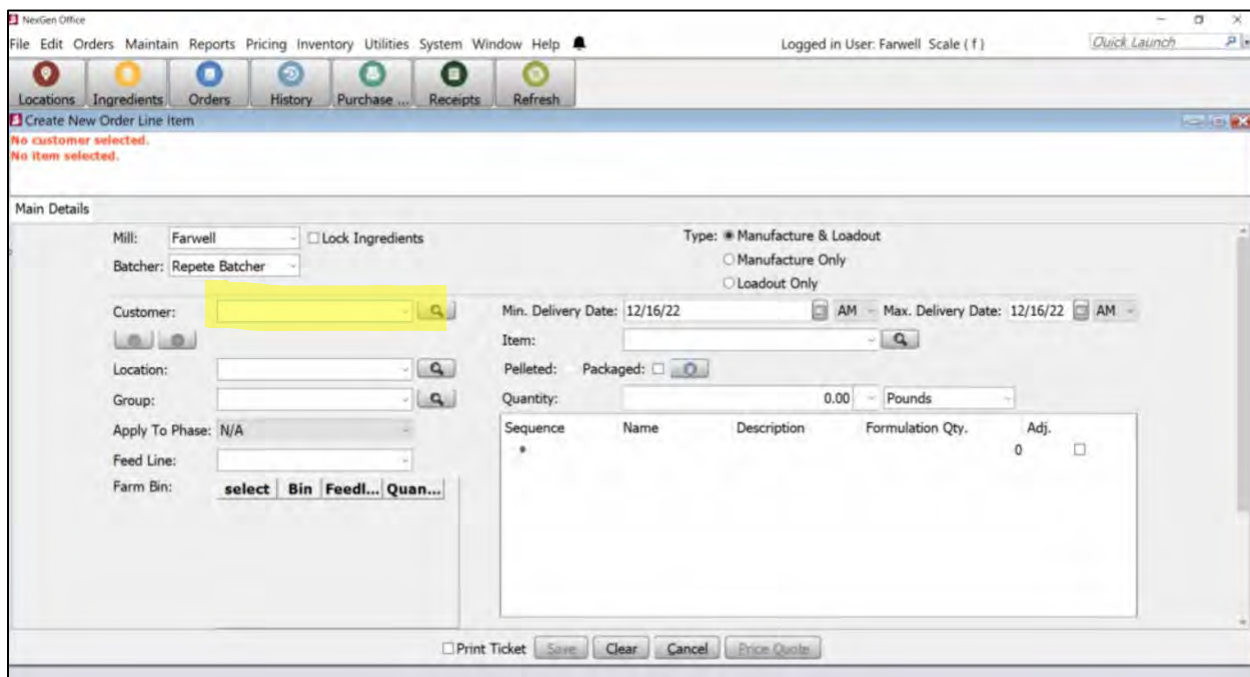 NexGen Office
File Edit Orders Maintain Reports Pricing Inventory Utilities System Window Help Logged in User: Farwell Scale ( f ) Quick Launch
Locations Ingredients Orders History Purchase ... Receipts Refresh
Create New Order Line Item
No customer selected.
No item selected.
Main Details
Mill: Farwell Lock Ingredients Type: Manufacture & Loadout
Batcher: Repete Batcher Manufacture Only
Loadout Only
Customer: Min. Delivery Date: 12/16/22 AM Max. Delivery Date: 12/16/22 AM
Item:
Location: Pelleted: Packaged:
Group: Quantity: 0.00 Pounds
Apply To Phase: N/A Sequence Name Description Formulation Qty. Adj.
* 0
Feed Line:
Farm Bin: select Bin Feedl... Quan...
Print Ticket Save Clear Cancel Price Quote